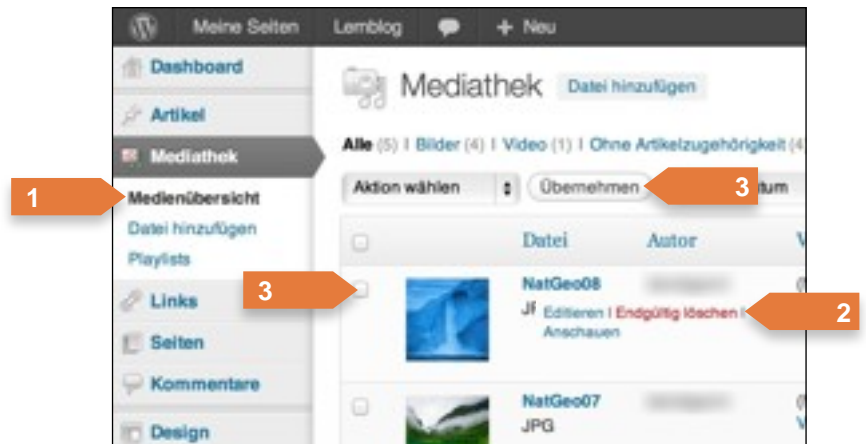 Meine Seiten Lernblog + Neu
Dashboard
Artikel
Mediathek
Medienübersicht
Datei hinzufügen
Playlists
Links
Seiten
Kommentare
Design
Mediathek Datei hinzufügen
Alle (5) | Bilder (4) | Video (1) | Ohne Artikelzugehörigkeit (4
Aktion wählen Übernehmen
Datei Autor
NatGeo08
Editieren | Endgültig löschen |
Anschauen
NatGeo07
JPG
1
3
3
2